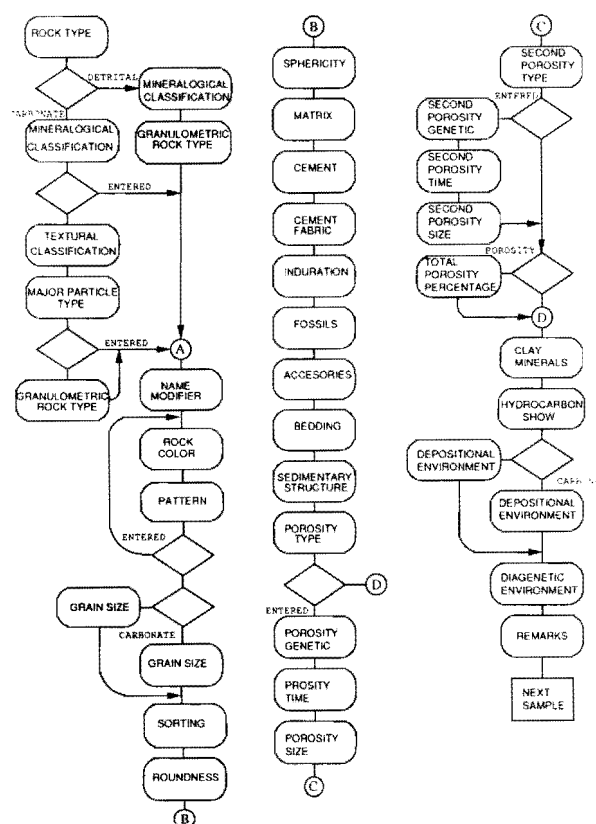 ROCK TYPE
DETRITAL
MINERALOGICAL
CLASSIFICATION
GRANULOMETRIC
ROCK TYPE
MINERALOGICAL
CLASSIFICATION
ENTERED
TEXTURAL
CLASSIFICATION
MAJOR PARTICLE
TYPE
ENTERED
A
GRANULOMETRIC
ROCK TYPE
NAME
MODIFIER
ROCK
COLOR
PATTERN
ENTERED
GRAIN SIZE
CARBONATE
GRAIN SIZE
SORTING
ROUNDNESS
B
B
SPHERICITY
MATRIX
CEMENT
CEMENT
FABRIC
INDURATION
FOSSILS
ACCESORIES
BEDDING
SEDIMENTARY
STRUCTURE
POROSITY
TYPE
D
ENTERED
POROSITY
GENETIC
PROSITY
TIME
POROSITY
SIZE
C
C
SECOND
POROSITY
TYPE
ENTERED
SECOND
POROSITY
GENETIC
SECOND
POROSITY
TIME
SECOND
POROSITY
SIZE
POROSITY
TOTAL
POROSITY
PERCENTAGE
D
CLAY
MINERALS
HYDROCARBON
SHOW
DEPOSITIONAL
ENVIRONMENT
DEPOSITIONAL
ENVIRONMENT
DIAGENETIC
ENVIRONMENT
REMARKS
NEXT
SAMPLE